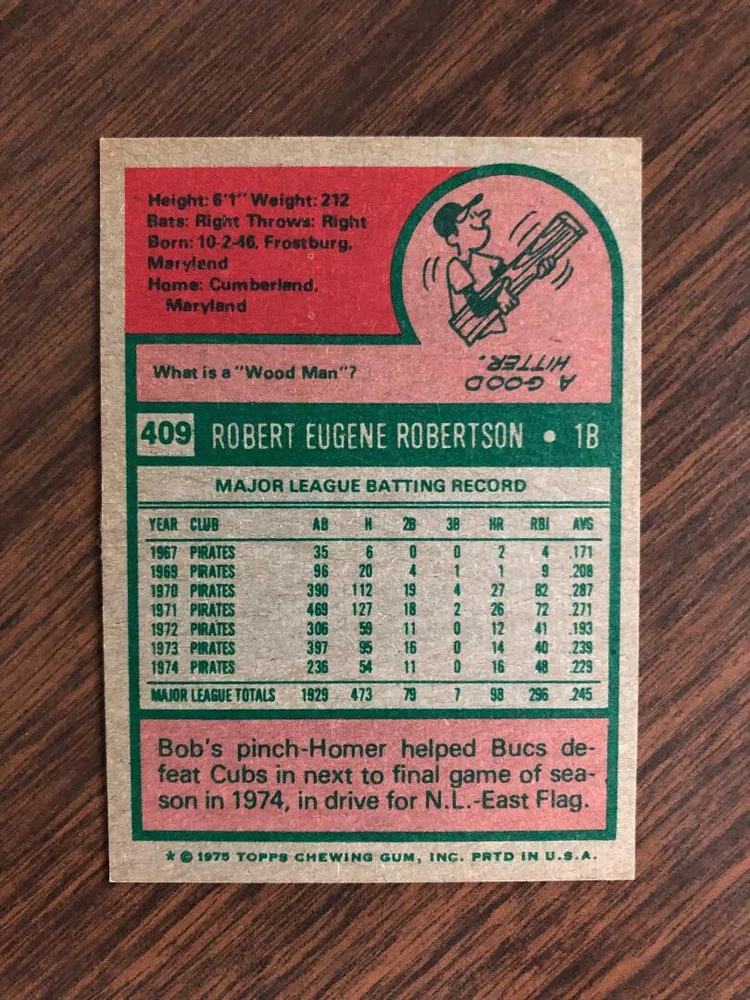 Height: 6'1" Weight: 212
Bats: Right Throws: Right
Born: 10-2-46, Frostburg,
Maryland
Home: Cumberland,
Maryland
What is a "Wood Man"?
A GOOD
HITTER.
409 ROBERT EUGENE ROBERTSON • 1B
MAJOR LEAGUE BATTING RECORD
YEAR CLUB AB H 2B 3B HR RBI AVG
1967 PIRATES 35 6 0 0 2 4 .171
1969 PIRATES 96 20 4 1 1 9 .208
1970 PIRATES 390 112 19 4 27 82 .287
1971 PIRATES 469 127 18 2 26 72 .271
1972 PIRATES 306 59 11 0 12 41 .193
1973 PIRATES 397 95 16 0 14 40 .239
1974 PIRATES 236 54 11 0 16 48 .229
MAJOR LEAGUE TOTALS 1929 473 79 7 98 296 .245
Bob's pinch-Homer helped Bucs de-
feat Cubs in next to final game of sea-
son in 1974, in drive for N.L.-East Flag.
* © 1975 TOPPS CHEWING GUM, INC. PRTD IN U.S.A.